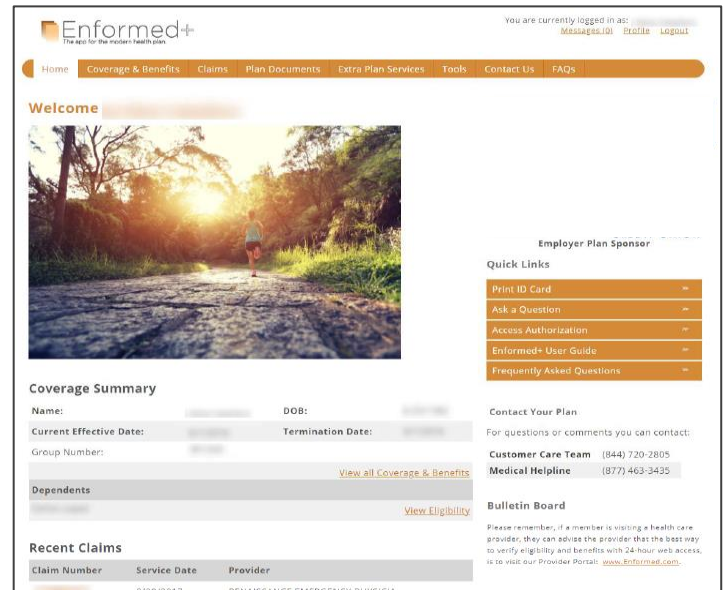 Enformed+
The app for the modern health plan.
You are currently logged in as:
Messages (0) Profile Logout
Home Coverage & Benefits Claims Plan Documents Extra Plan Services Tools Contact Us FAQs
Welcome
Employer Plan Sponsor
Quick Links
Print ID Card
Ask a Question
Access Authorization
Enformed+ User Guide
Frequently Asked Questions
Coverage Summary
Name: DOB:
Current Effective Date: Termination Date:
Group Number:
View all Coverage & Benefits
Dependents
View Eligibility
Recent Claims
Claim Number Service Date Provider
Contact Your Plan
For questions or comments you can contact:
Customer Care Team (844) 720-2805
Medical Helpline (877) 463-3435
Bulletin Board
Please remember, if a member is visiting a health care
provider, they can advise the provider that the best way
to verify eligibility and benefits with 24-hour web access,
is to visit our Provider Portal: www.Enformed.com.